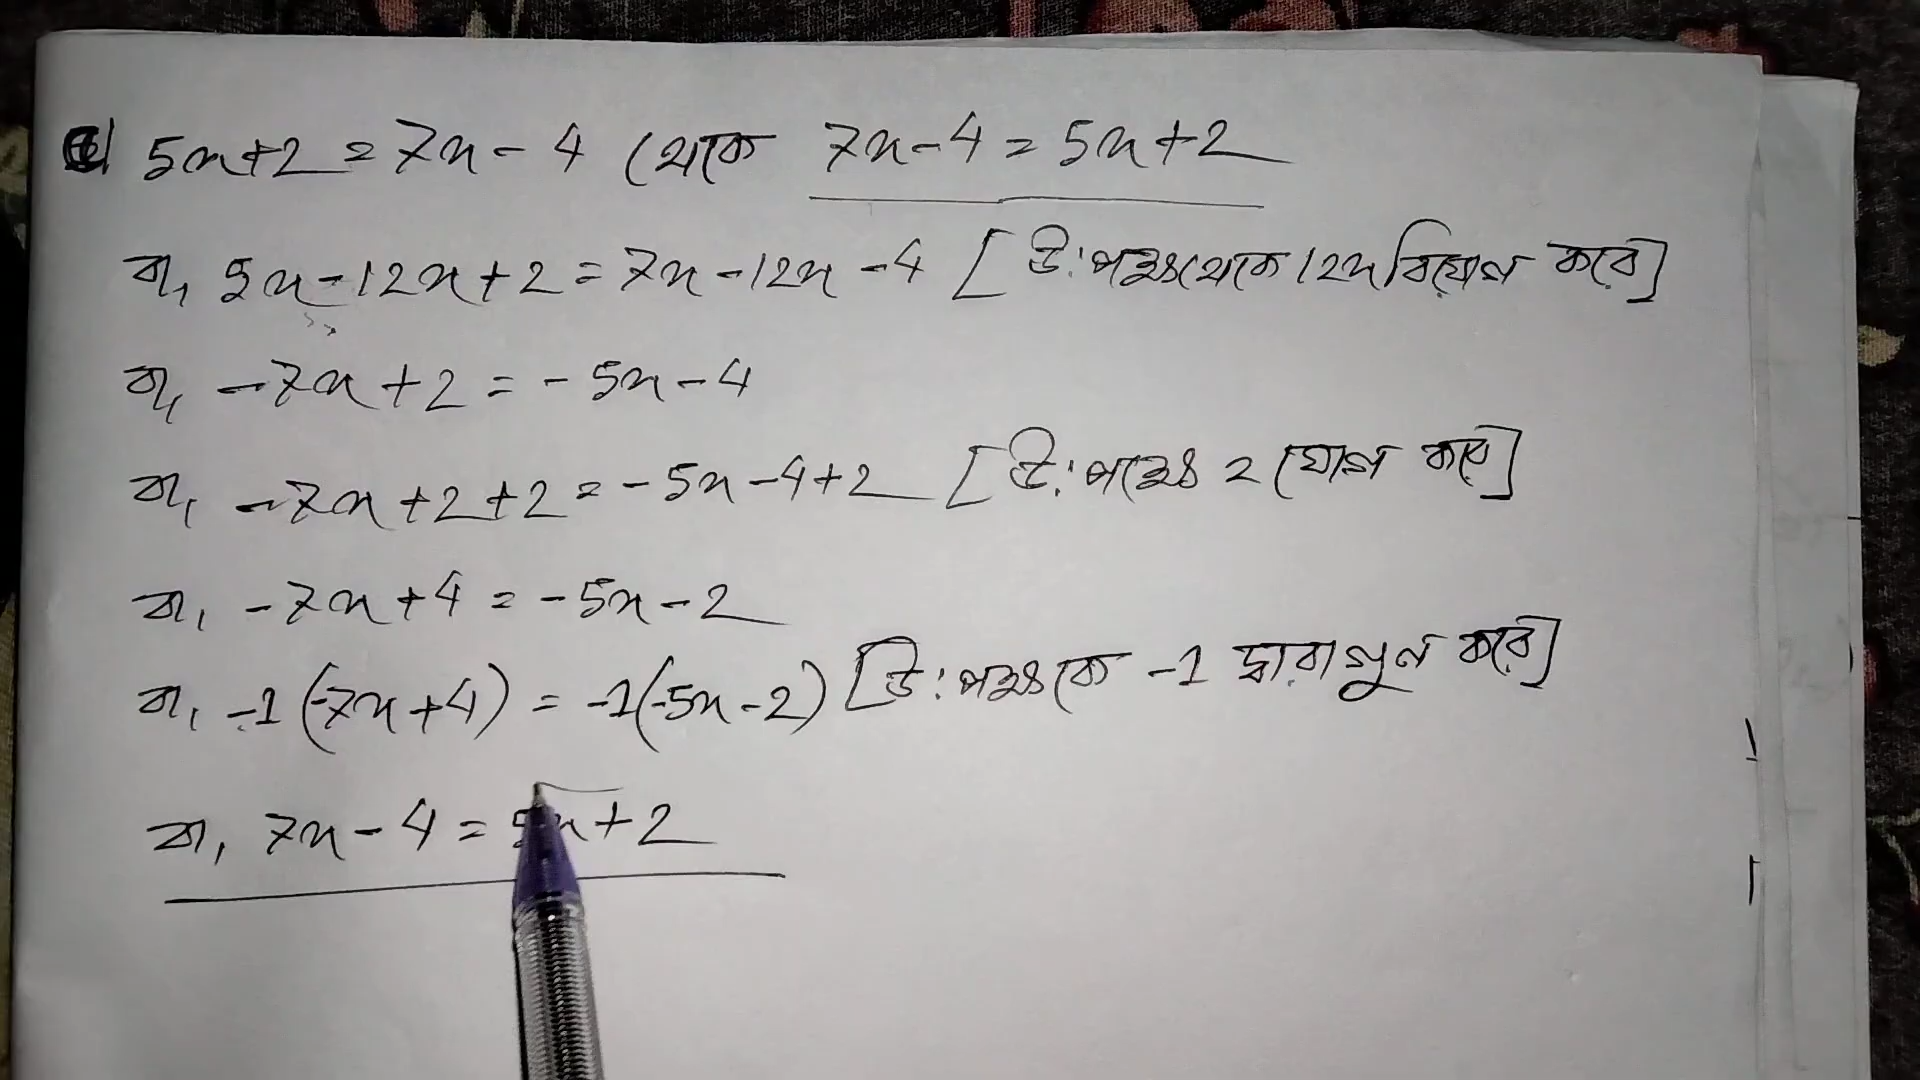 5x+2=7x-4 থেকে 7x-4=5x+2
বা, 5x-12x+2=7x-12x-4 [উ:পক্ষ থেকে 12x বিয়োগ করে]
বা, -7x+2=-5x-4
বা, -7x+2+2=-5x-4+2 [উ:পক্ষে 2 যোগ করে]
বা, -7x+4=-5x-2
বা, -1(-7x+4)=-1(-5x-2) [উ:পক্ষকে -1 দ্বারা গুন করে]
বা, 7x-4=5x+2